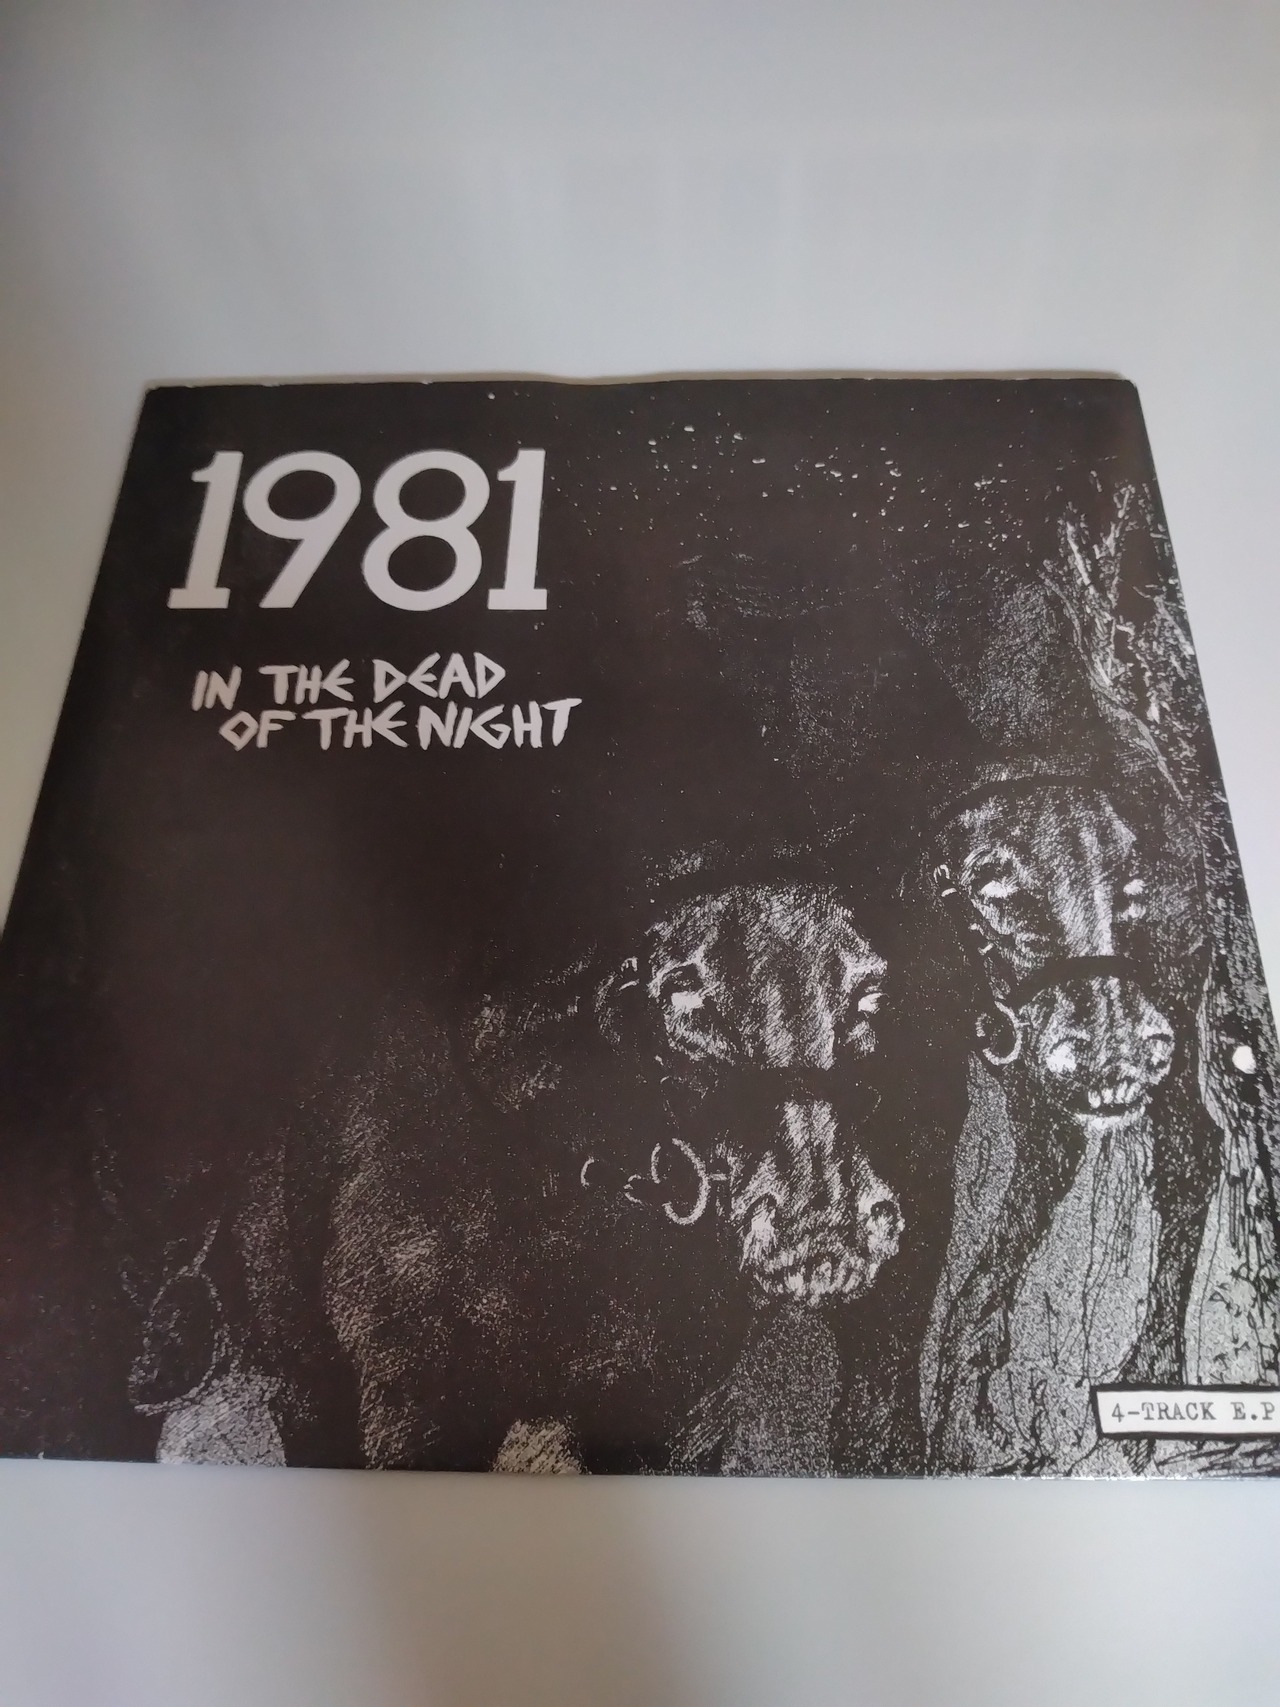 1981
IN THE DEAD
OF THE NIGHT
4-TRACK E.P